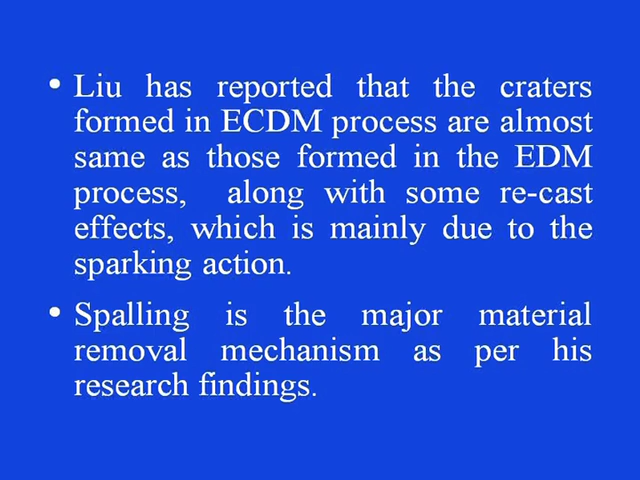 • Liu has reported that the craters
formed in ECDM process are almost
same as those formed in the EDM
process, along with some re-cast
effects, which is mainly due to the
sparking action.
• Spalling is the major material
removal mechanism as per his
research findings.